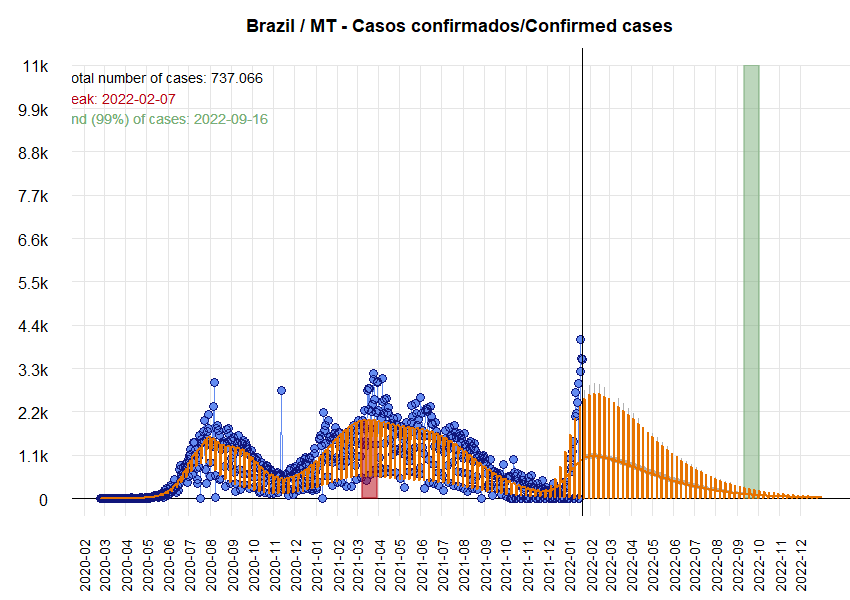 Brazil / MT - Casos confirmados/Confirmed cases
11k
9.9k
8.8k
7.7k
6.6k
5.5k
4.4k
3.3k
2.2k
1.1k
0
otal number of cases: 737.066
eak: 2022-02-07
nd (99%) of cases: 2022-09-16
2020-02
2020-03
2020-04
2020-05
2020-06
2020-07
2020-08
2020-09
2020-10
2020-11
2020-12
2021-01
2021-02
2021-03
2021-04
2021-05
2021-06
2021-07
2021-08
2021-09
2021-10
2021-11
2021-12
2022-01
2022-02
2022-03
2022-04
2022-05
2022-06
2022-07
2022-08
2022-09
2022-10
2022-11
2022-12